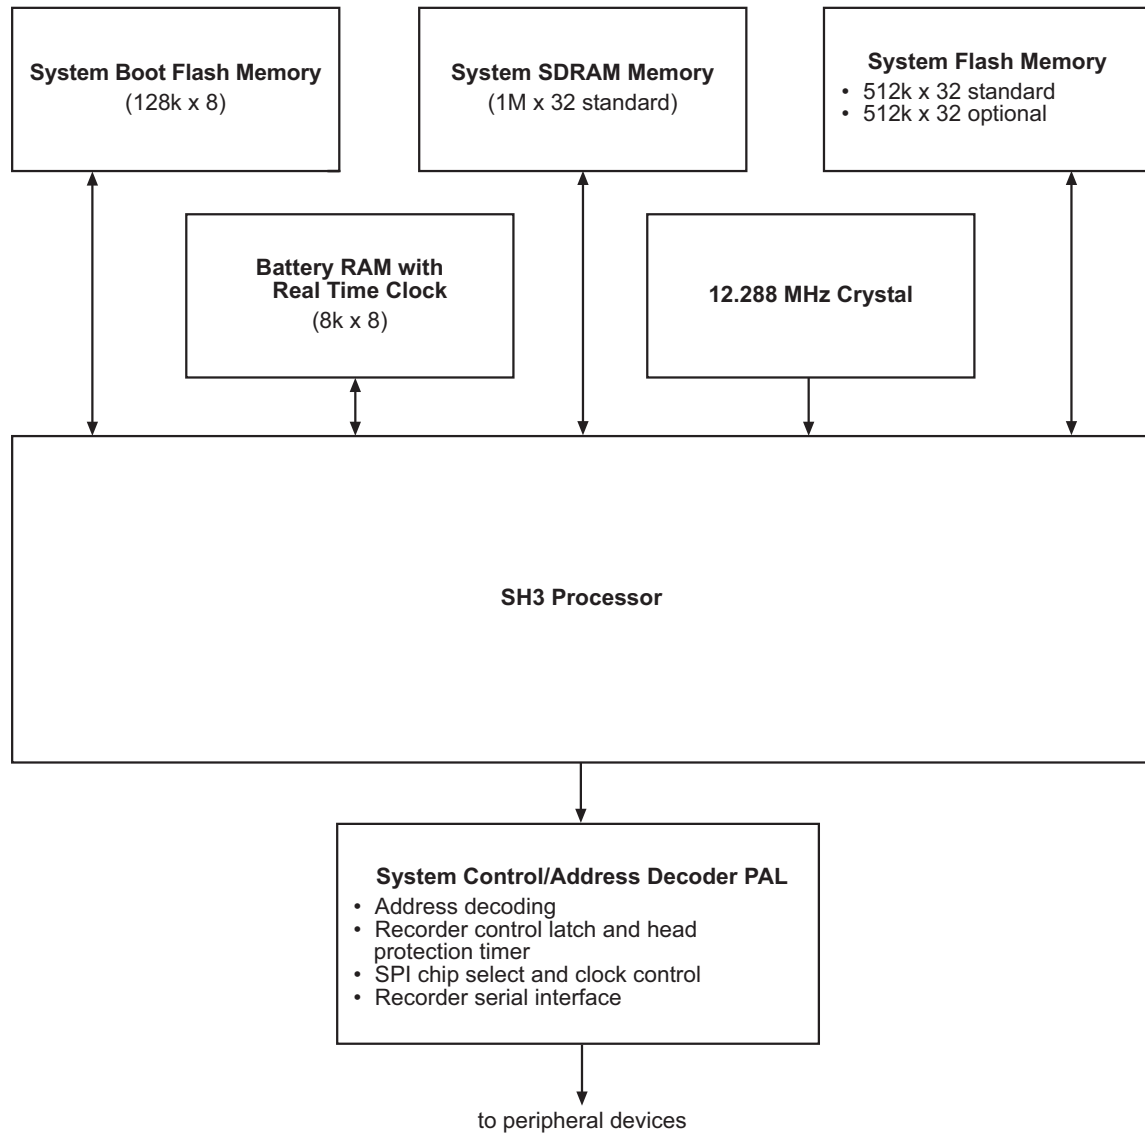 System Boot Flash Memory
(128k x 8)
System SDRAM Memory
(1M x 32 standard)
System Flash Memory
• 512k x 32 standard
• 512k x 32 optional
Battery RAM with
Real Time Clock
(8k x 8)
12.288 MHz Crystal
SH3 Processor
System Control/Address Decoder PAL
• Address decoding
• Recorder control latch and head
protection timer
• SPI chip select and clock control
• Recorder serial interface
to peripheral devices